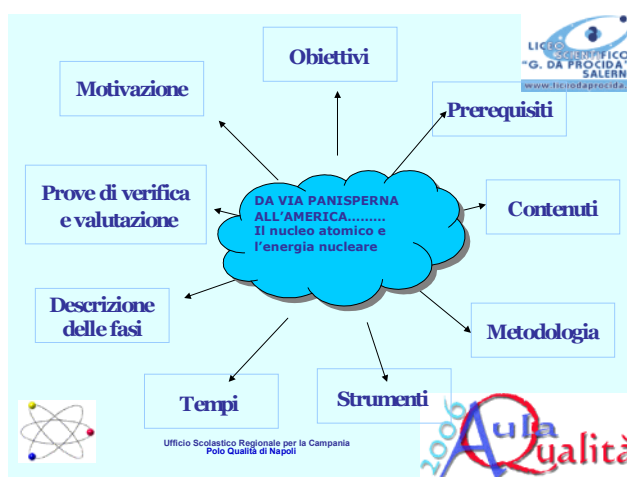 Obiettivi
LICEO
SCIENTIFICO
"G. DA PROCIDA"
SALERN
www.liceodaprocida.
Motivazione
Prerequisiti
Prove di verifica
e valutazione
DA VIA PANISPERNA
ALL'AMERICA.........
Il nucleo atomico e
l'energia nucleare
Contenuti
Descrizione
delle fasi
Metodologia
Tempi
Strumenti
Ufficio Scolastico Regionale per la Campania
Polo Qualità di Napoli
2006
Aula
Qualità